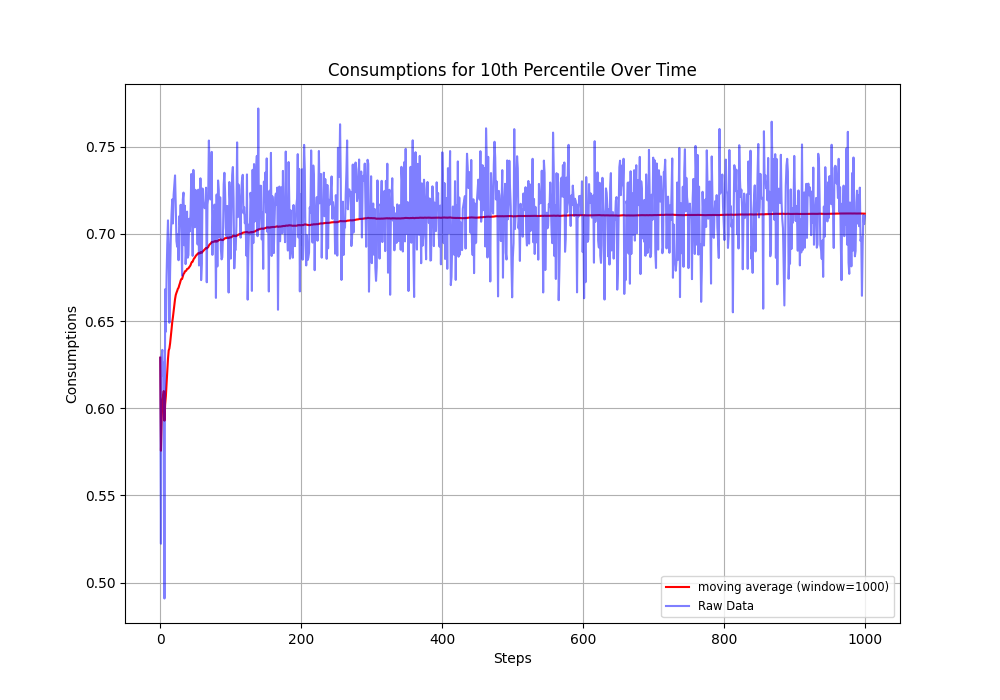 Consumptions for 10th Percentile Over Time
Consumptions
0.75
0.70
0.65
0.60
0.55
0.50
0
200
400
600
800
1000
Steps
moving average (window=1000)
Raw Data